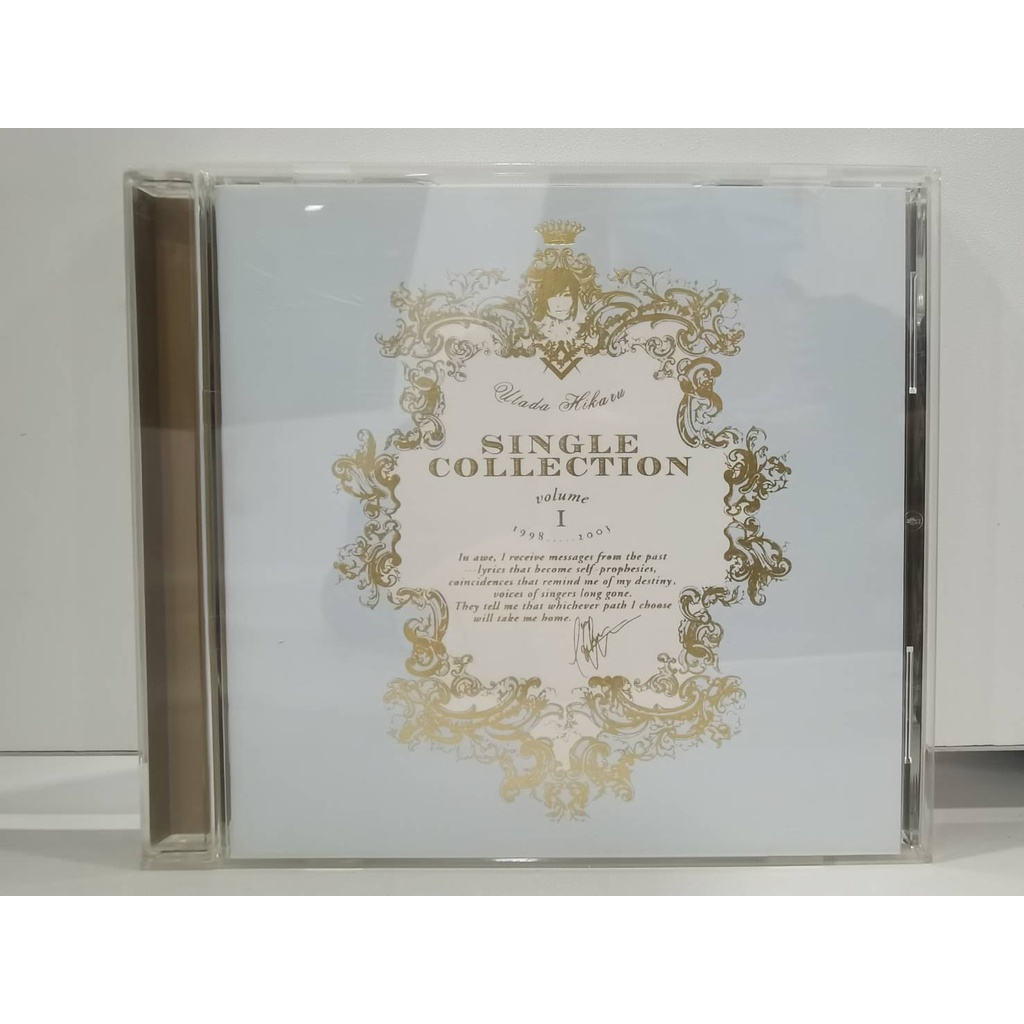 Utada Hikaru
SINGLE
COLLECTION
volume
I
1998.....2001
In awe, I receive messages from the past
—lyrics that become self-prophesies,
coincidences that remind me of my destiny,
voices of singers long gone.
They tell me that whichever path I choose
will take me home.